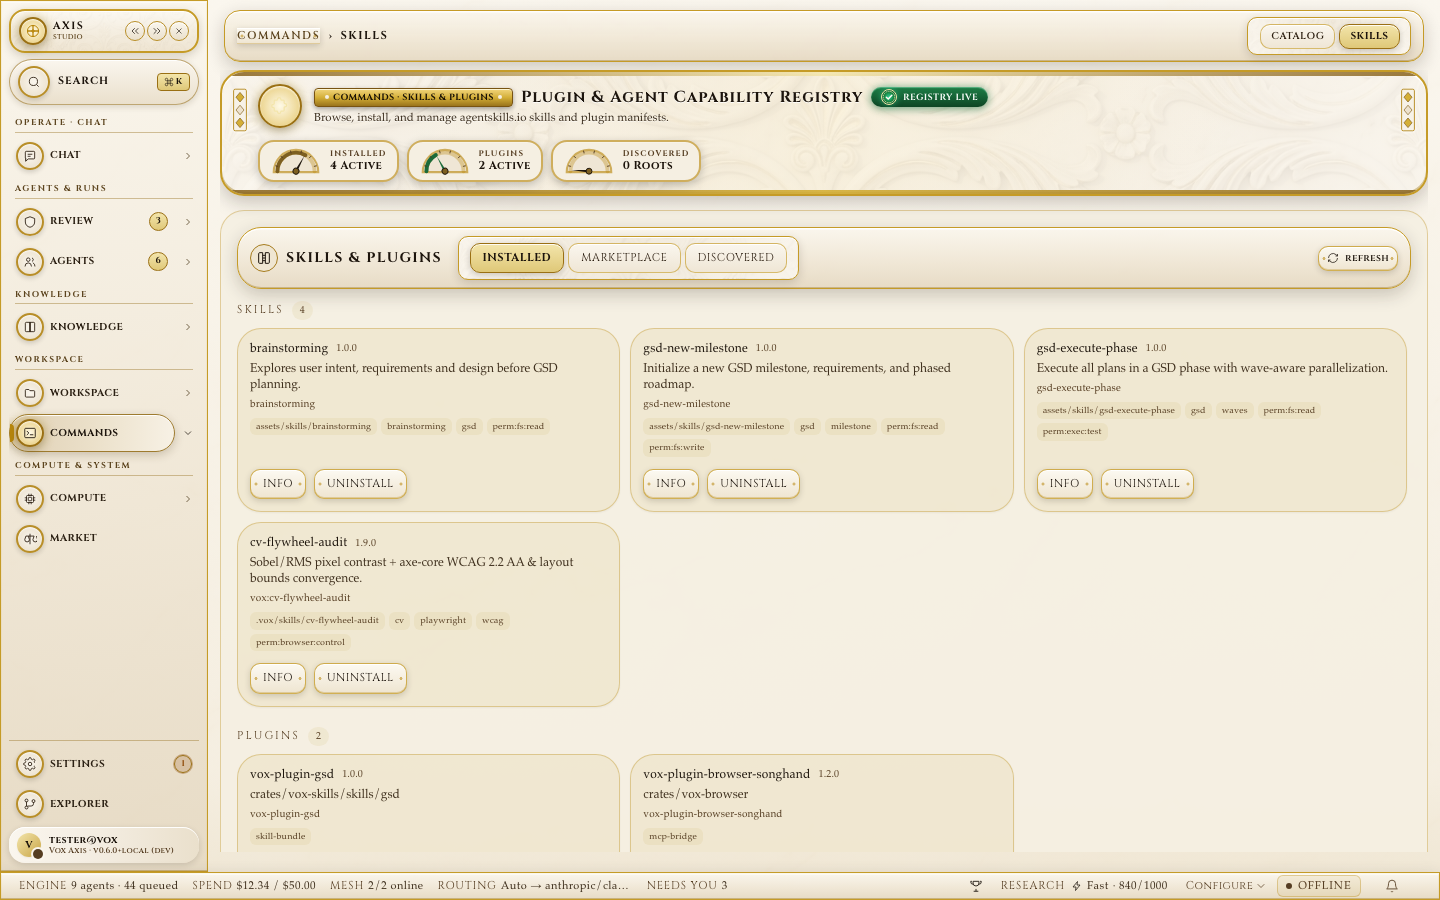 AXIS
STUDIO
SEARCH
⌘ K
OPERATE · CHAT
CHAT
AGENTS & RUNS
REVIEW 3
AGENTS 6
KNOWLEDGE
KNOWLEDGE
WORKSPACE
WORKSPACE
COMMANDS
COMPUTE & SYSTEM
COMPUTE
MARKET
SETTINGS 1
EXPLORER
V
TESTER@VOX
VOX AXIS · V0.6.0+LOCAL (DEV)
COMMANDS › SKILLS
CATALOG SKILLS
COMMANDS · SKILLS & PLUGINS PLUGIN & AGENT CAPABILITY REGISTRY REGISTRY LIVE
Browse, install, and manage agentskills.io skills and plugin manifests.
INSTALLED
4 ACTIVE
PLUGINS
2 ACTIVE
DISCOVERED
0 ROOTS
SKILLS & PLUGINS INSTALLED MARKETPLACE DISCOVERED REFRESH
SKILLS 4
brainstorming 1.0.0
Explores user intent, requirements and design before GSD
planning.
brainstorming
assets/skills/brainstorming brainstorming gsd perm:fs:read
INFO UNINSTALL
gsd-new-milestone 1.0.0
Initialize a new GSD milestone, requirements, and phased
roadmap.
gsd-new-milestone
assets/skills/gsd-new-milestone gsd milestone perm:fs:read
perm:fs:write
INFO UNINSTALL
gsd-execute-phase 1.0.0
Execute all plans in a GSD phase with wave-aware parallelization.
gsd-execute-phase
assets/skills/gsd-execute-phase gsd waves perm:fs:read
perm:exec:test
INFO UNINSTALL
cv-flywheel-audit 1.9.0
Sobel/RMS pixel contrast + axe-core WCAG 2.2 AA & layout
bounds convergence.
vox:cv-flywheel-audit
.vox/skills/cv-flywheel-audit cv playwright wcag
perm:browser:control
INFO UNINSTALL
PLUGINS 2
vox-plugin-gsd 1.0.0
crates/vox-skills/skills/gsd
vox-plugin-gsd
skill-bundle
vox-plugin-browser-songhand 1.2.0
crates/vox-browser
vox-plugin-browser-songhand
mcp-bridge
ENGINE 9 agents · 44 queued SPEND $12.34 / $50.00 MESH 2/2 online ROUTING Auto → anthropic/cla… NEEDS YOU 3 RESEARCH Fast · 840/1000 CONFIGURE OFFLINE